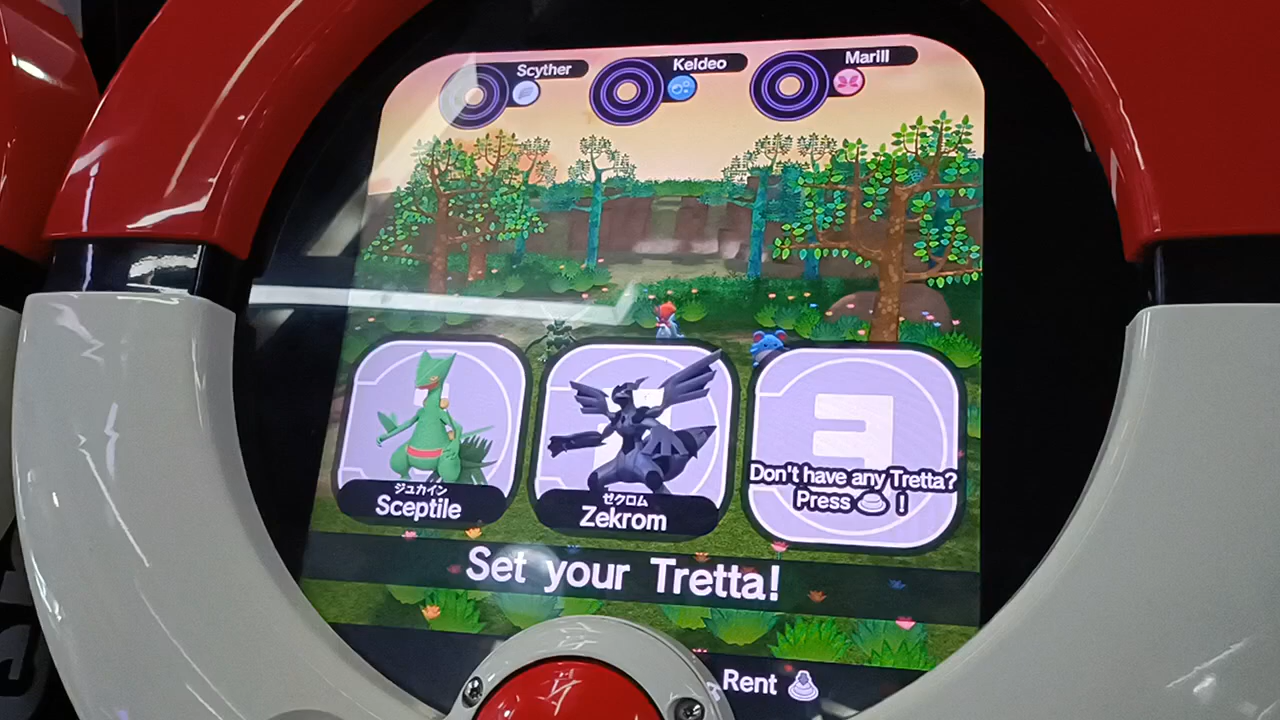 Scyther
Keldeo
Marill
ジュカイン
Sceptile
ゼクロム
Zekrom
Don't have any Tretta?
Press !
Set your Tretta!
Rent